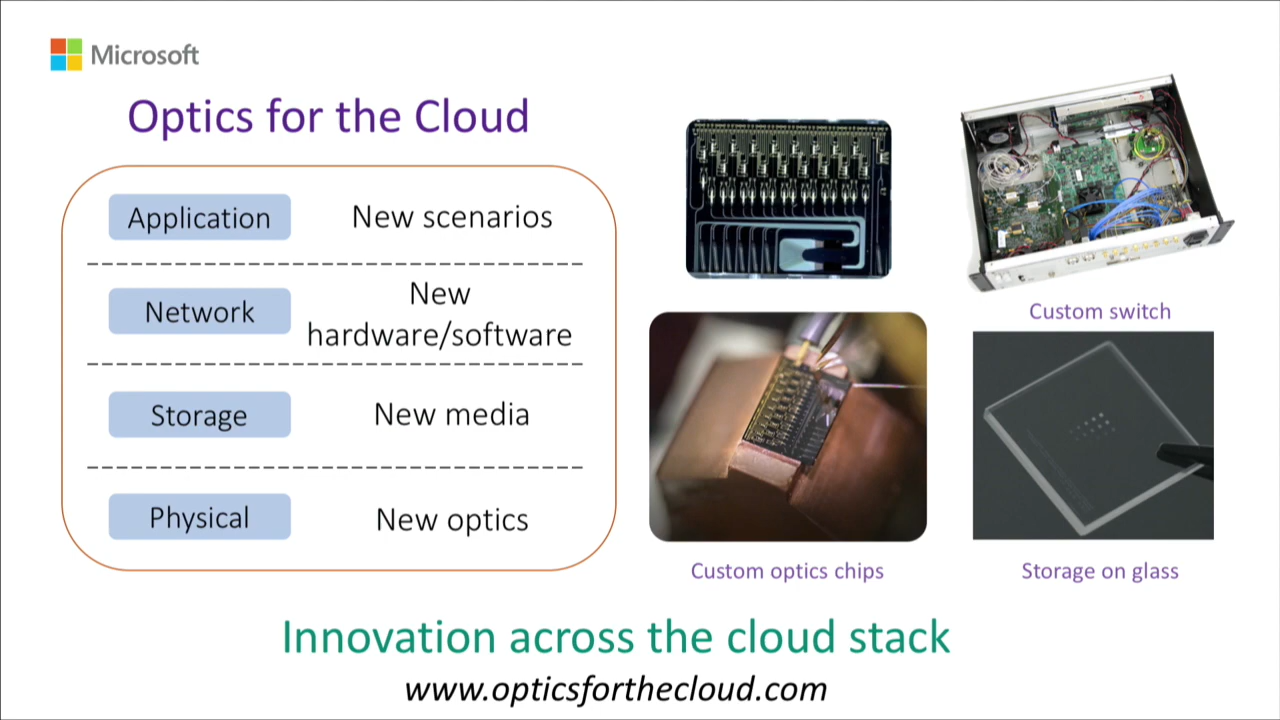 Microsoft
Optics for the Cloud
Application
New scenarios
Network
New
hardware/software
Storage
New media
Physical
New optics
Custom switch
Custom optics chips
Storage on glass
Innovation across the cloud stack
www.opticsforthecloud.com